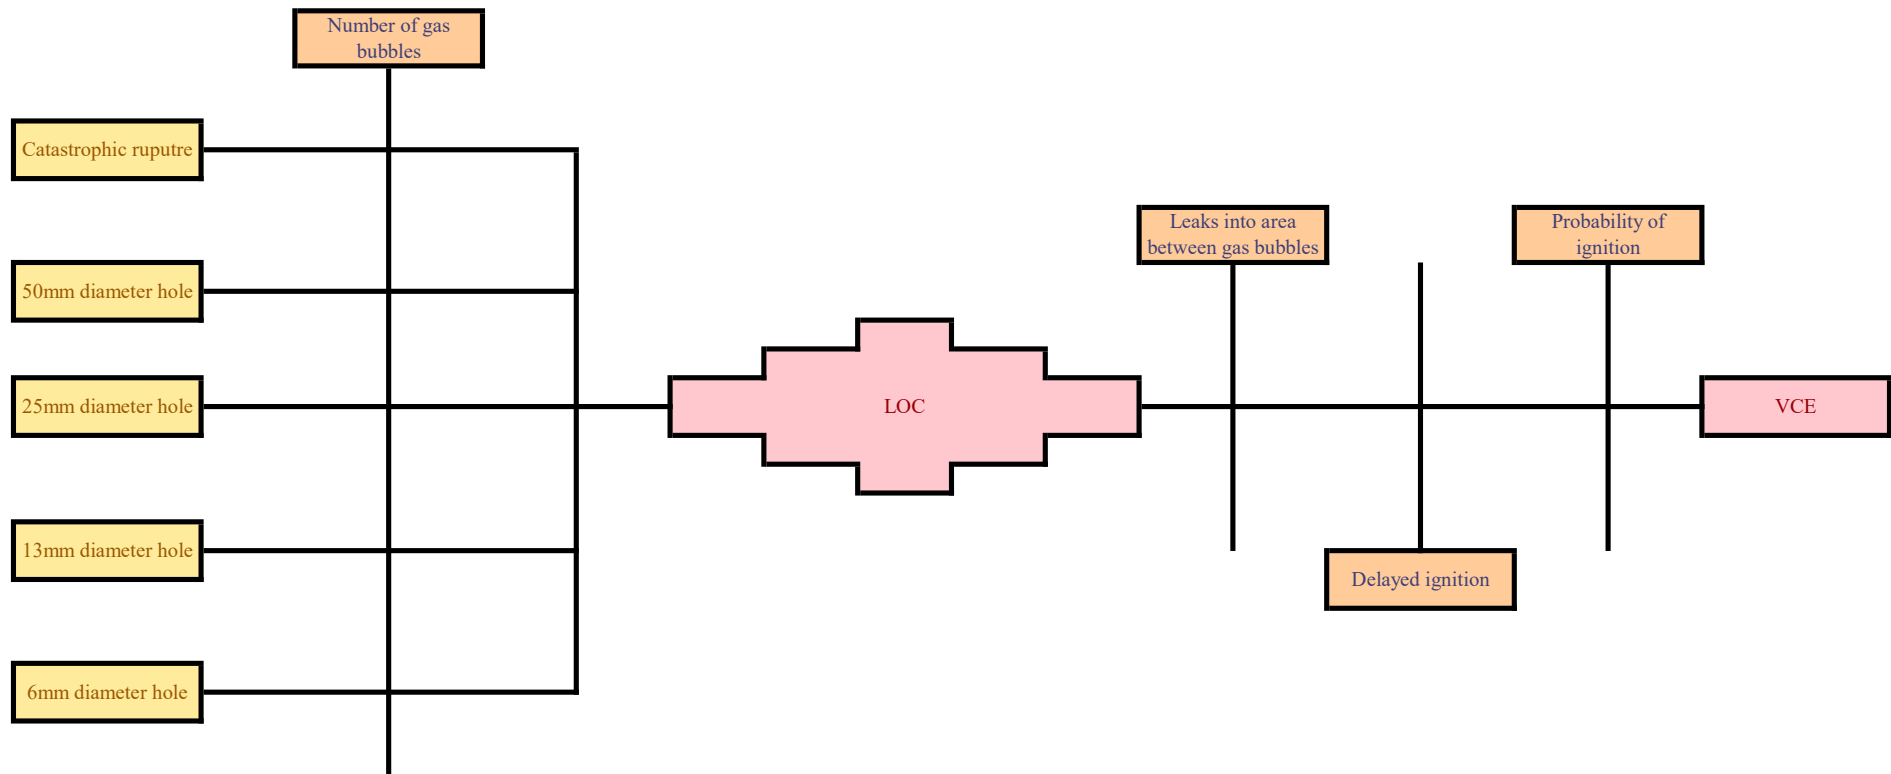 Number of gas
bubbles
Catastrophic ruputre
50mm diameter hole
25mm diameter hole
13mm diameter hole
6mm diameter hole
LOC
Leaks into area
between gas bubbles
Delayed ignition
Probability of
ignition
VCE